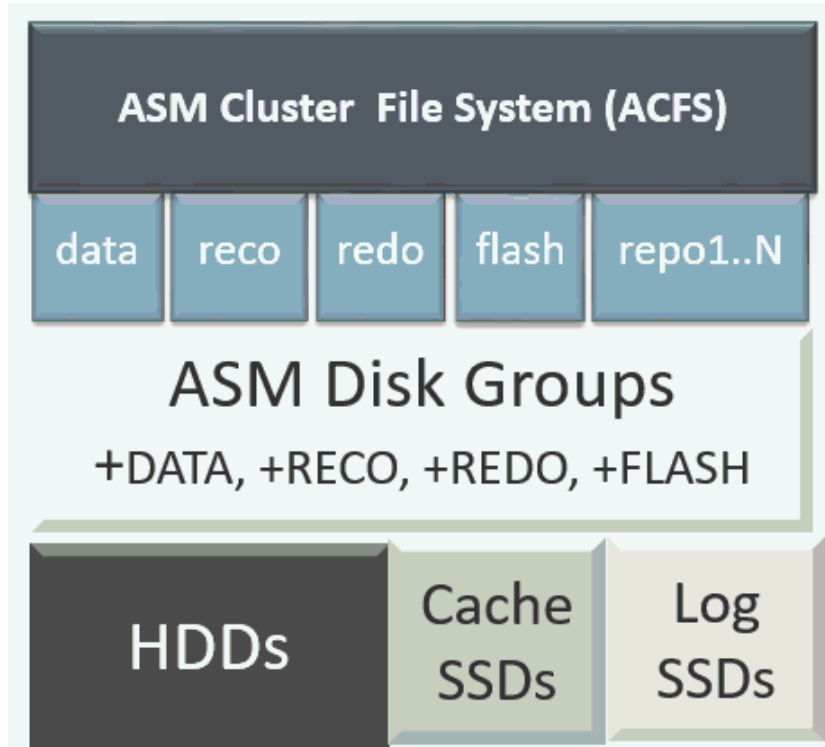 ASM Cluster File System (ACFS)
data reco redo flash repo1..N
ASM Disk Groups
+DATA, +RECO, +REDO, +FLASH
HDDs
Cache
SSDs
Log
SSDs